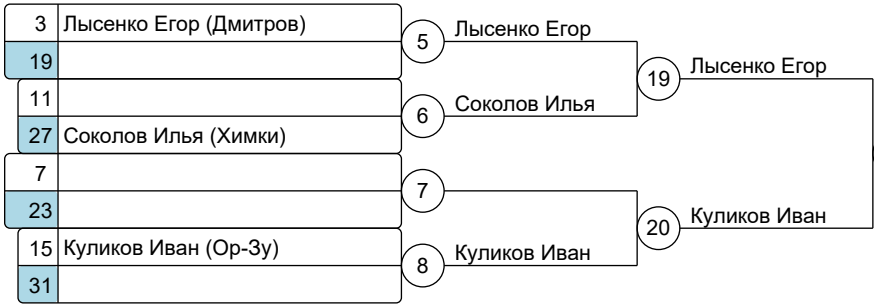 3 Лысенко Егор (Дмитров)
19
11
27 Соколов Илья (Химки)
7
23
15 Куликов Иван (Ор-Зу)
31
5 Лысенко Егор
6 Соколов Илья
7
8 Куликов Иван
19 Лысенко Егор
20 Куликов Иван